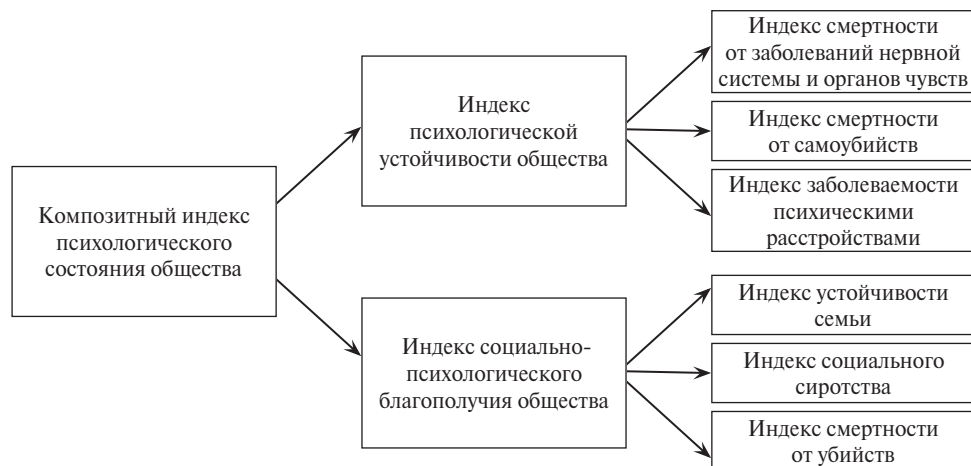 Композитный индекс
психологического
состояния общества
Индекс
психологической
устойчивости общества
Индекс смертности
от заболеваний нервной
системы и органов чувств
Индекс смертности
от самоубийств
Индекс заболеваемости
психическими
расстройствами
Индекс социально-
психологического
благополучия общества
Индекс устойчивости
семьи
Индекс социального
сиротства
Индекс смертности
от убийств